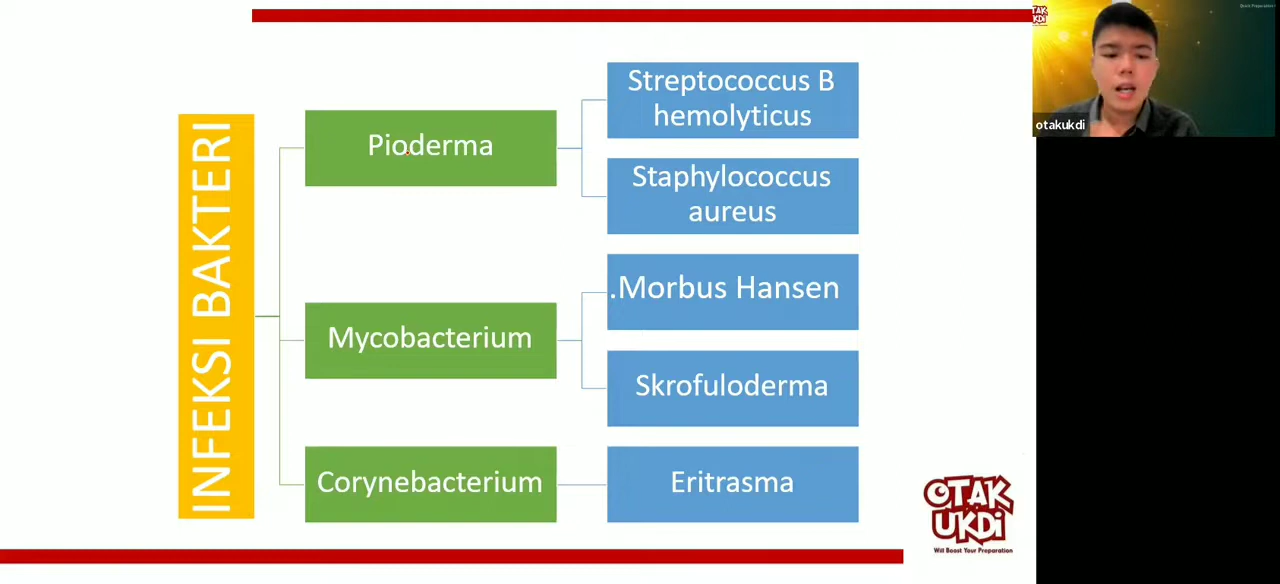 INFEKSI BAKTERI
Pioderma
Streptococcus B
hemolyticus
Staphylococcus
aureus
Mycobacterium
.Morbus Hansen
Skrofuloderma
Corynebacterium
Eritrasma
OTAK
UKDi
Will Boost Your Preparation
otakukdi